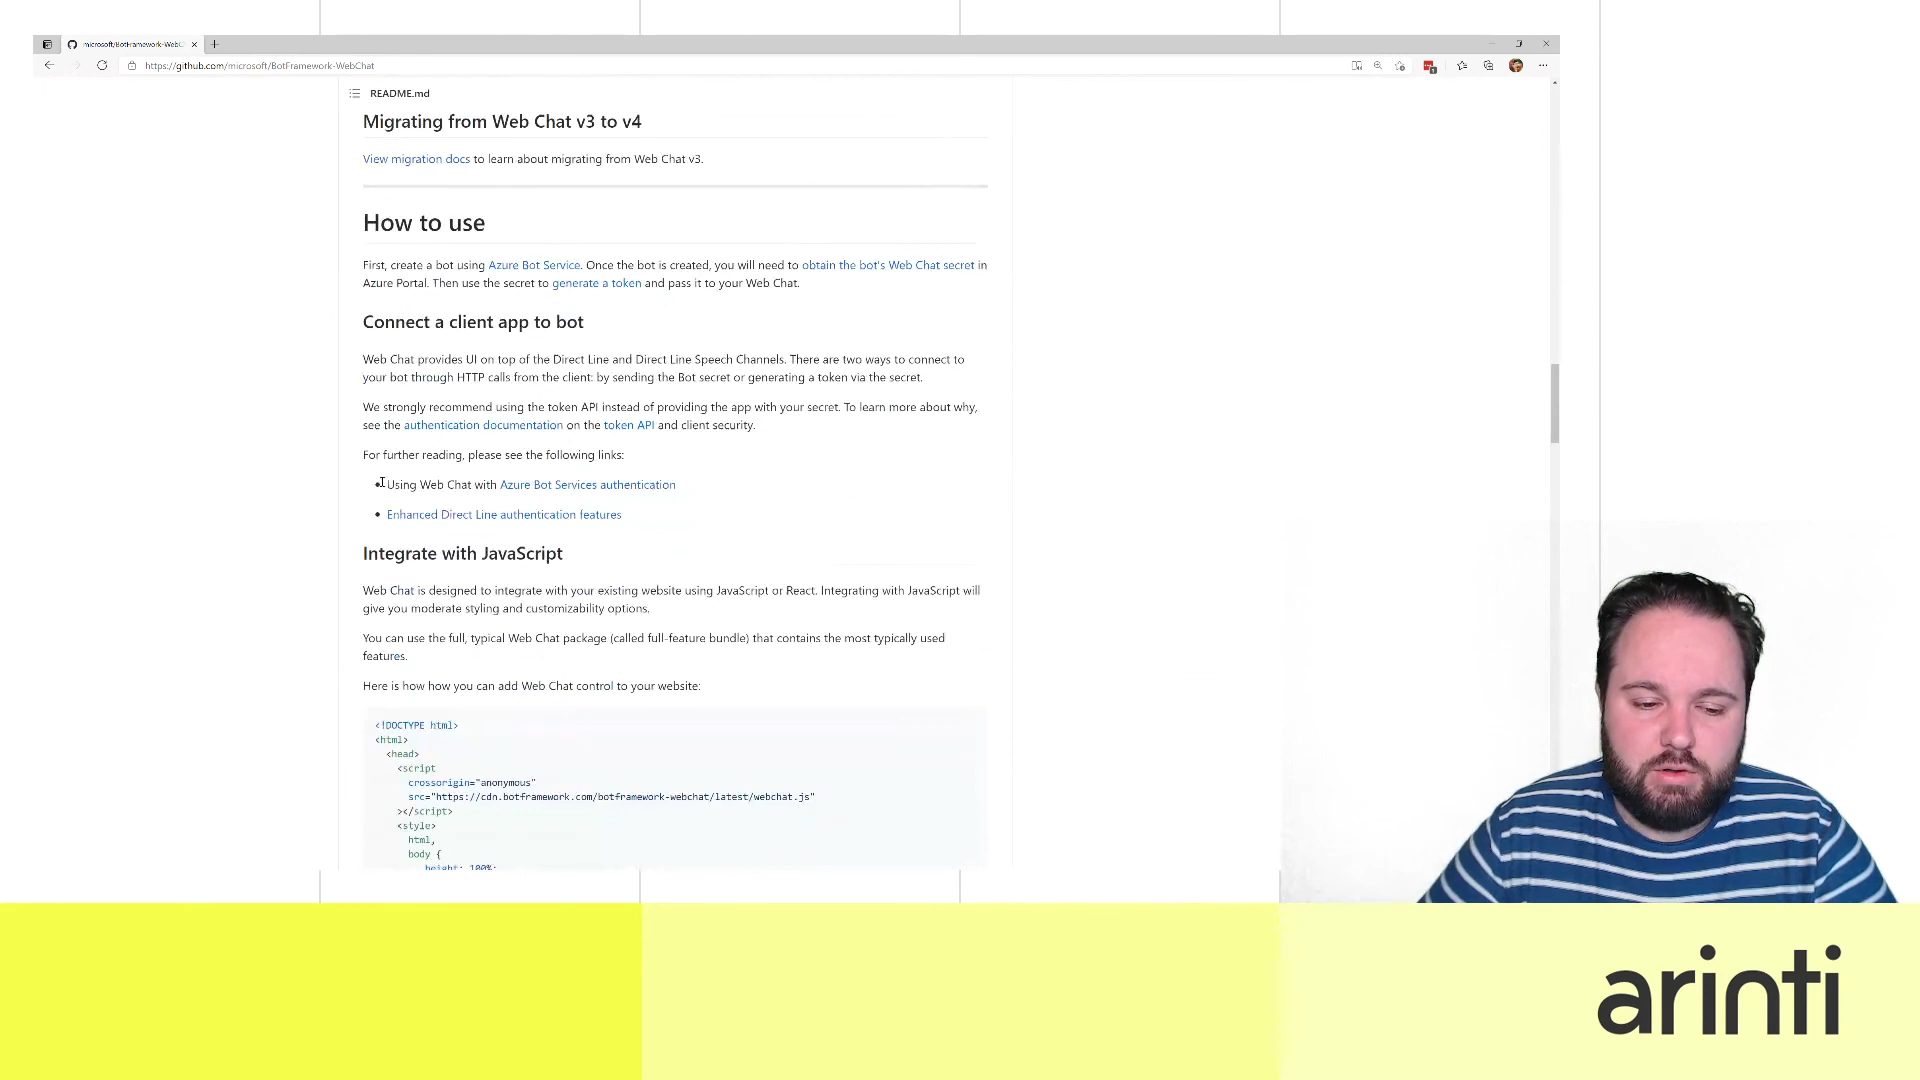 microsoft/BotFramework-WebC
https://github.com/microsoft/BotFramework-WebChat
README.md
Migrating from Web Chat v3 to v4
View migration docs to learn about migrating from Web Chat v3.
How to use
First, create a bot using Azure Bot Service. Once the bot is created, you will need to obtain the bot's Web Chat secret in
Azure Portal. Then use the secret to generate a token and pass it to your Web Chat.
Connect a client app to bot
Web Chat provides UI on top of the Direct Line and Direct Line Speech Channels. There are two ways to connect to
your bot through HTTP calls from the client: by sending the Bot secret or generating a token via the secret.
We strongly recommend using the token API instead of providing the app with your secret. To learn more about why,
see the authentication documentation on the token API and client security.
For further reading, please see the following links:
• Using Web Chat with Azure Bot Services authentication
• Enhanced Direct Line authentication features
Integrate with JavaScript
Web Chat is designed to integrate with your existing website using JavaScript or React. Integrating with JavaScript will
give you moderate styling and customizability options.
You can use the full, typical Web Chat package (called full-feature bundle) that contains the most typically used
features.
Here is how how you can add Web Chat control to your website:
<!DOCTYPE html>
<html>
<head>
<script
crossorigin="anonymous"
src="https://cdn.botframework.com/botframework-webchat/latest/webchat.js"
></script>
<style>
html,
body {
height: 100%;
arinti